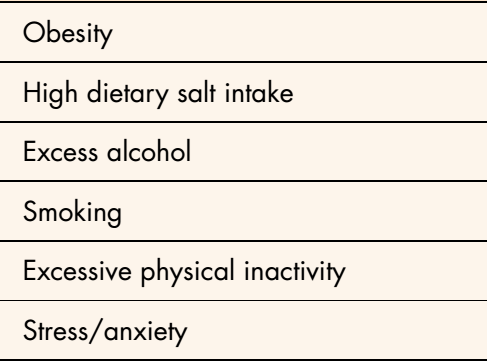 Obesity
High dietary salt intake
Excess alcohol
Smoking
Excessive physical inactivity
Stress/anxiety